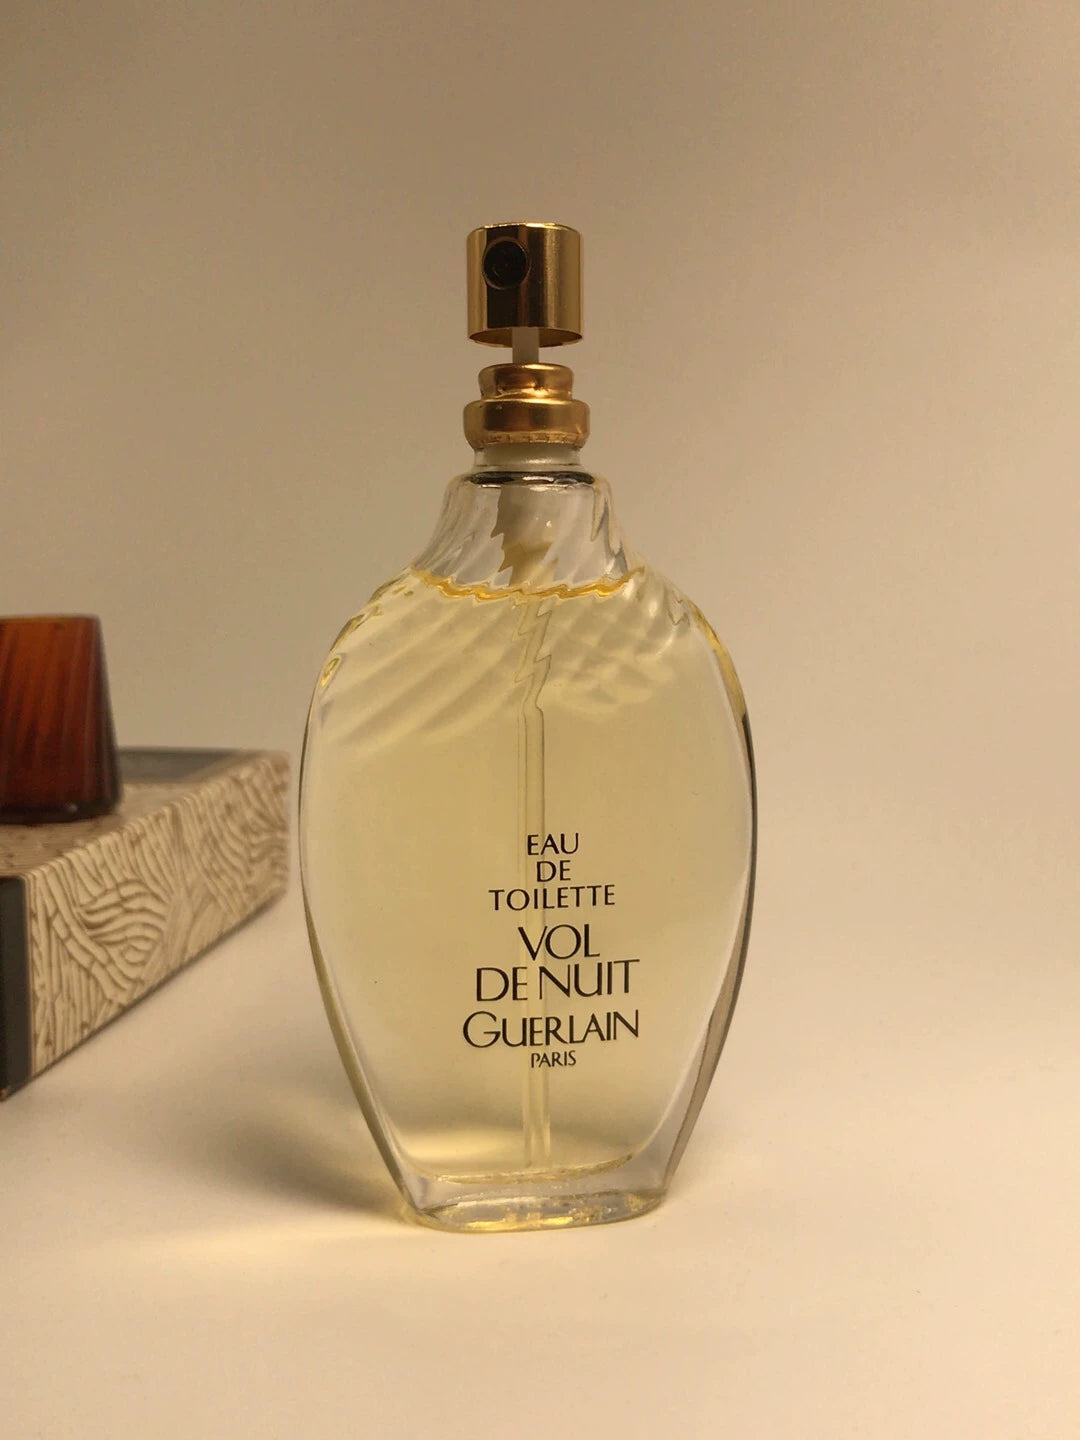 EAU
DE
TOILETTE
VOL
DE NUIT
GUERLAIN
PARIS